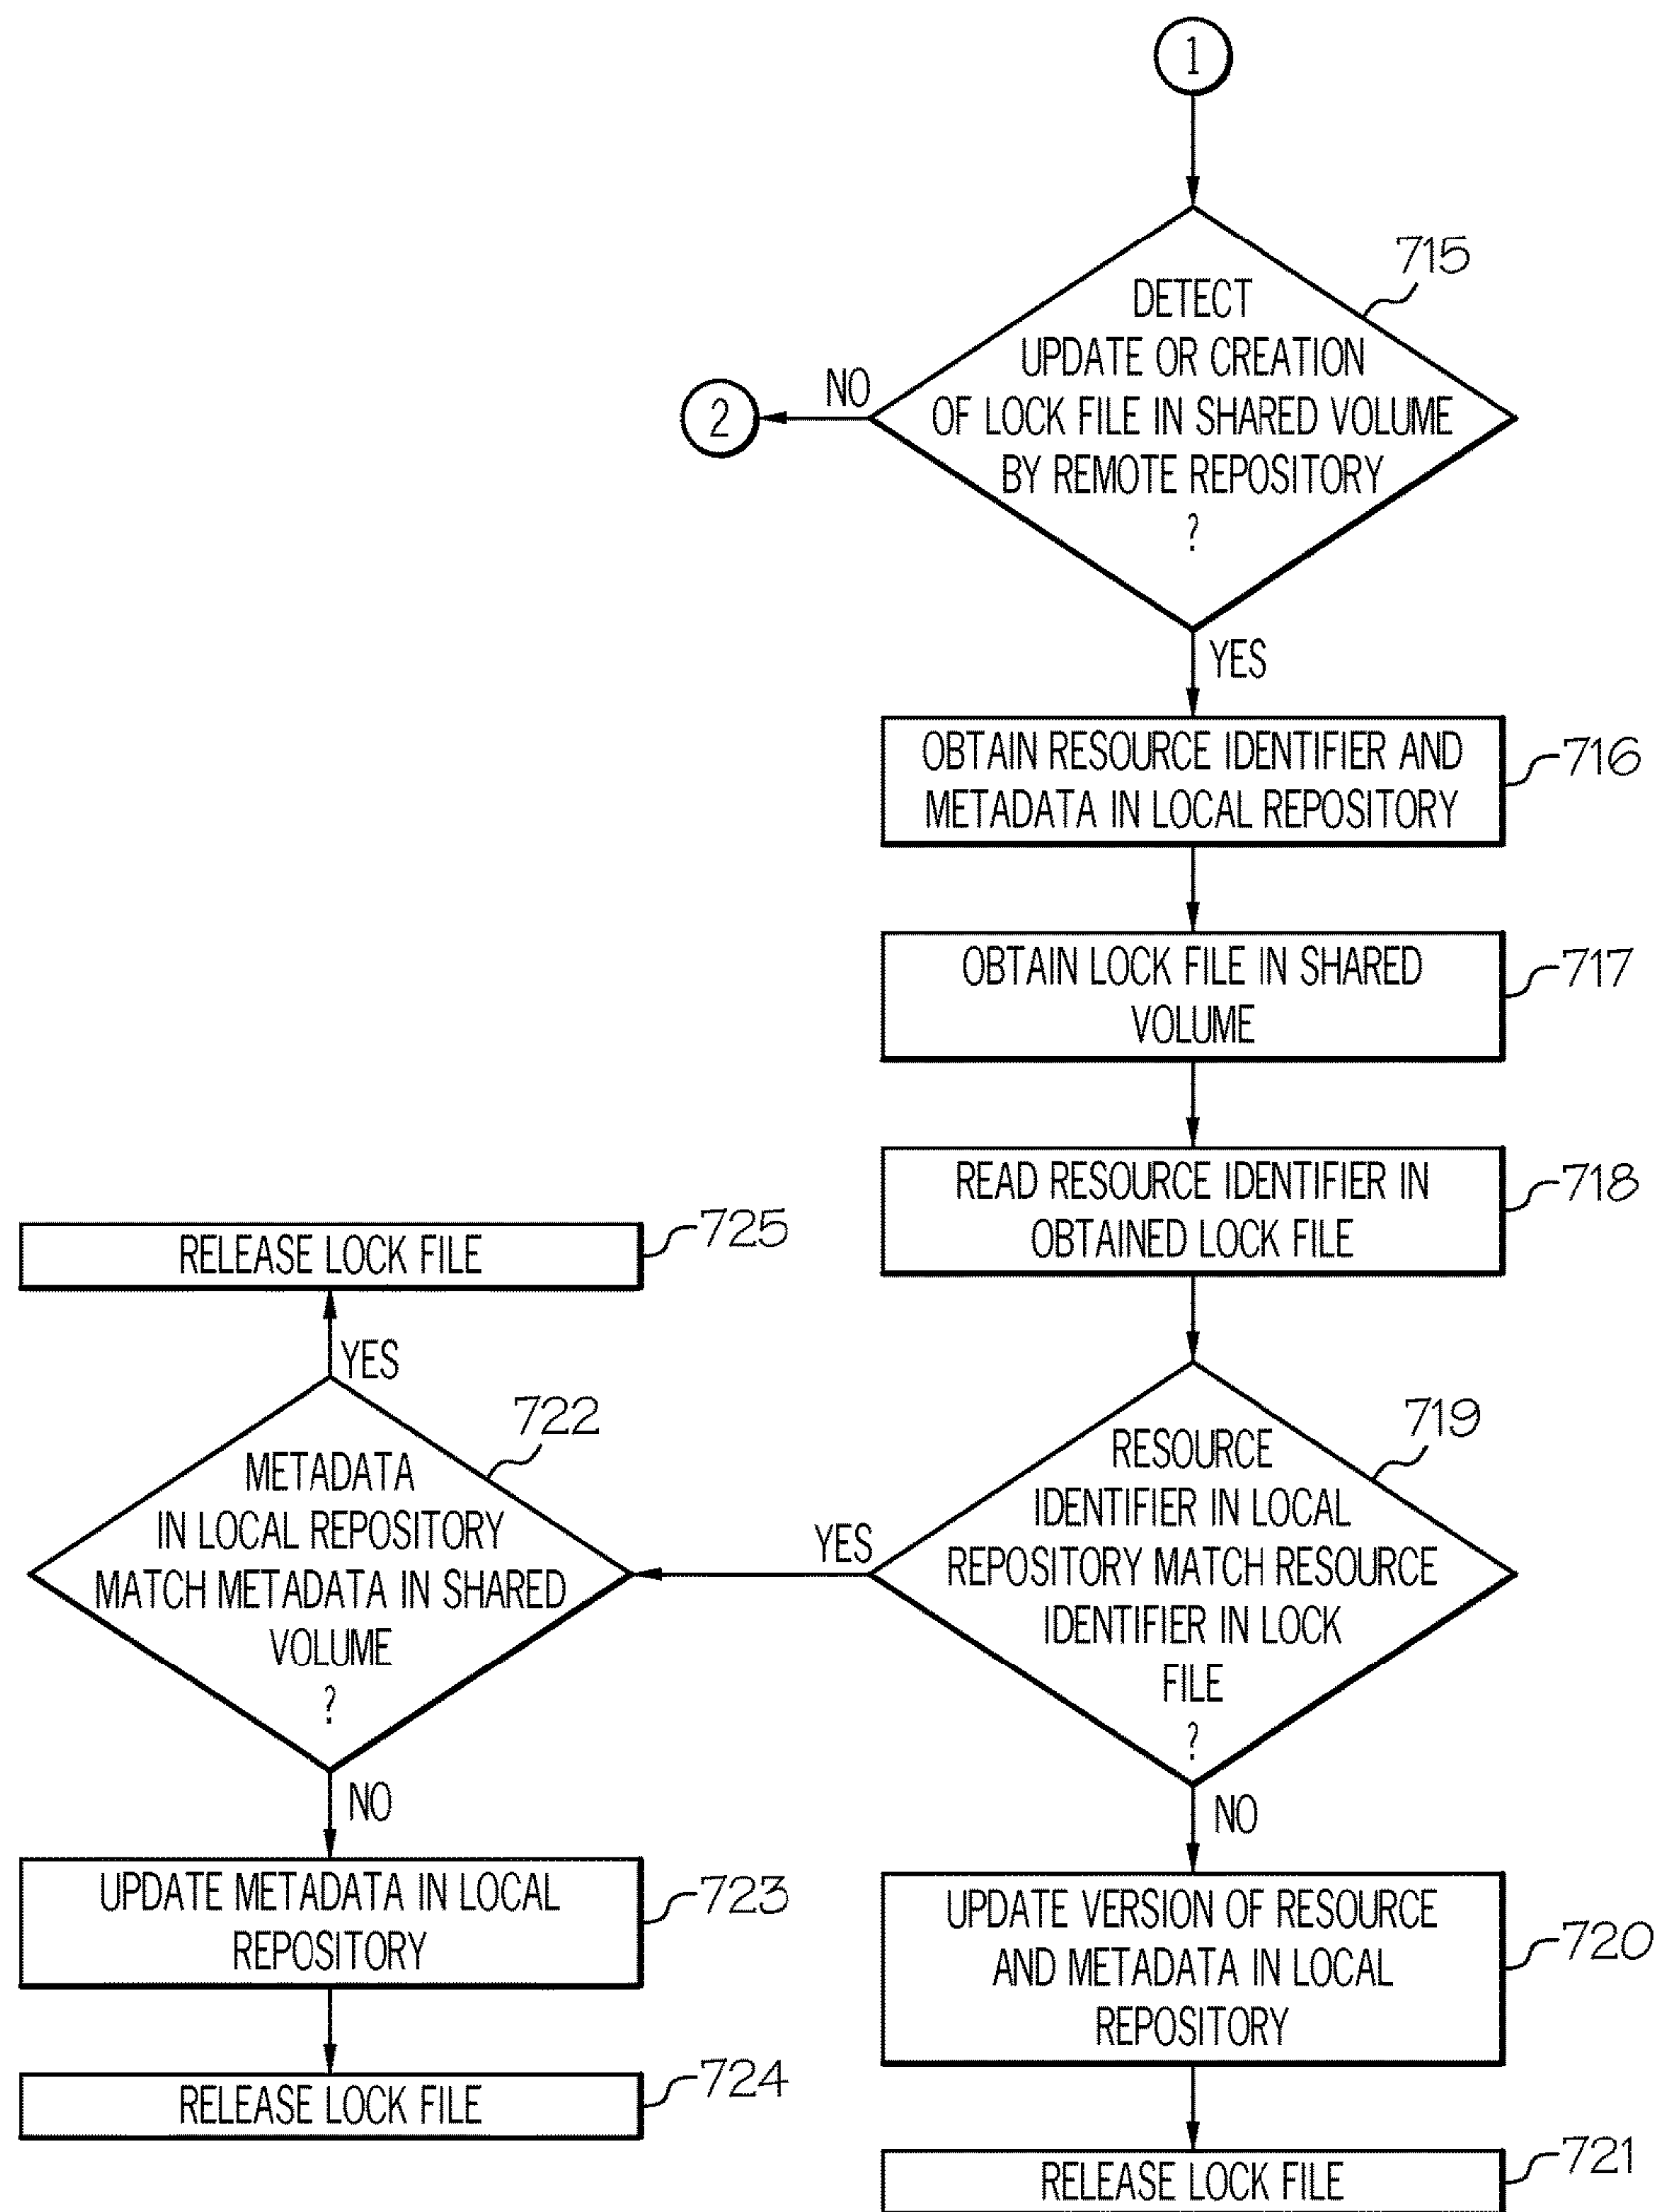 1
DETECT
UPDATE OR CREATION
OF LOCK FILE IN SHARED VOLUME
BY REMOTE REPOSITORY
?
715
NO
2
YES
OBTAIN RESOURCE IDENTIFIER AND
METADATA IN LOCAL REPOSITORY
716
OBTAIN LOCK FILE IN SHARED
VOLUME
717
READ RESOURCE IDENTIFIER IN
OBTAINED LOCK FILE
718
RESOURCE
IDENTIFIER IN LOCAL
REPOSITORY MATCH RESOURCE
IDENTIFIER IN LOCK
FILE
?
719
NO
UPDATE VERSION OF RESOURCE
AND METADATA IN LOCAL
REPOSITORY
720
RELEASE LOCK FILE
721
YES
METADATA
IN LOCAL REPOSITORY
MATCH METADATA IN SHARED
VOLUME
?
722
YES
RELEASE LOCK FILE
725
NO
UPDATE METADATA IN LOCAL
REPOSITORY
723
RELEASE LOCK FILE
724